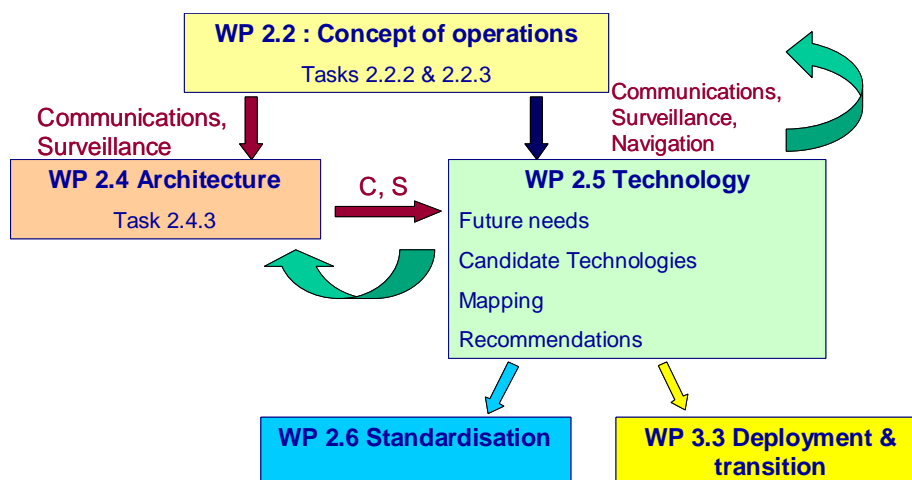 WP 2.2 : Concept of operations
Tasks 2.2.2 & 2.2.3
Communications,
Surveillance
Communications,
Surveillance,
Navigation
WP 2.4 Architecture
Task 2.4.3
C, S
WP 2.5 Technology
Future needs
Candidate Technologies
Mapping
Recommendations
WP 2.6 Standardisation
WP 3.3 Deployment &
transition